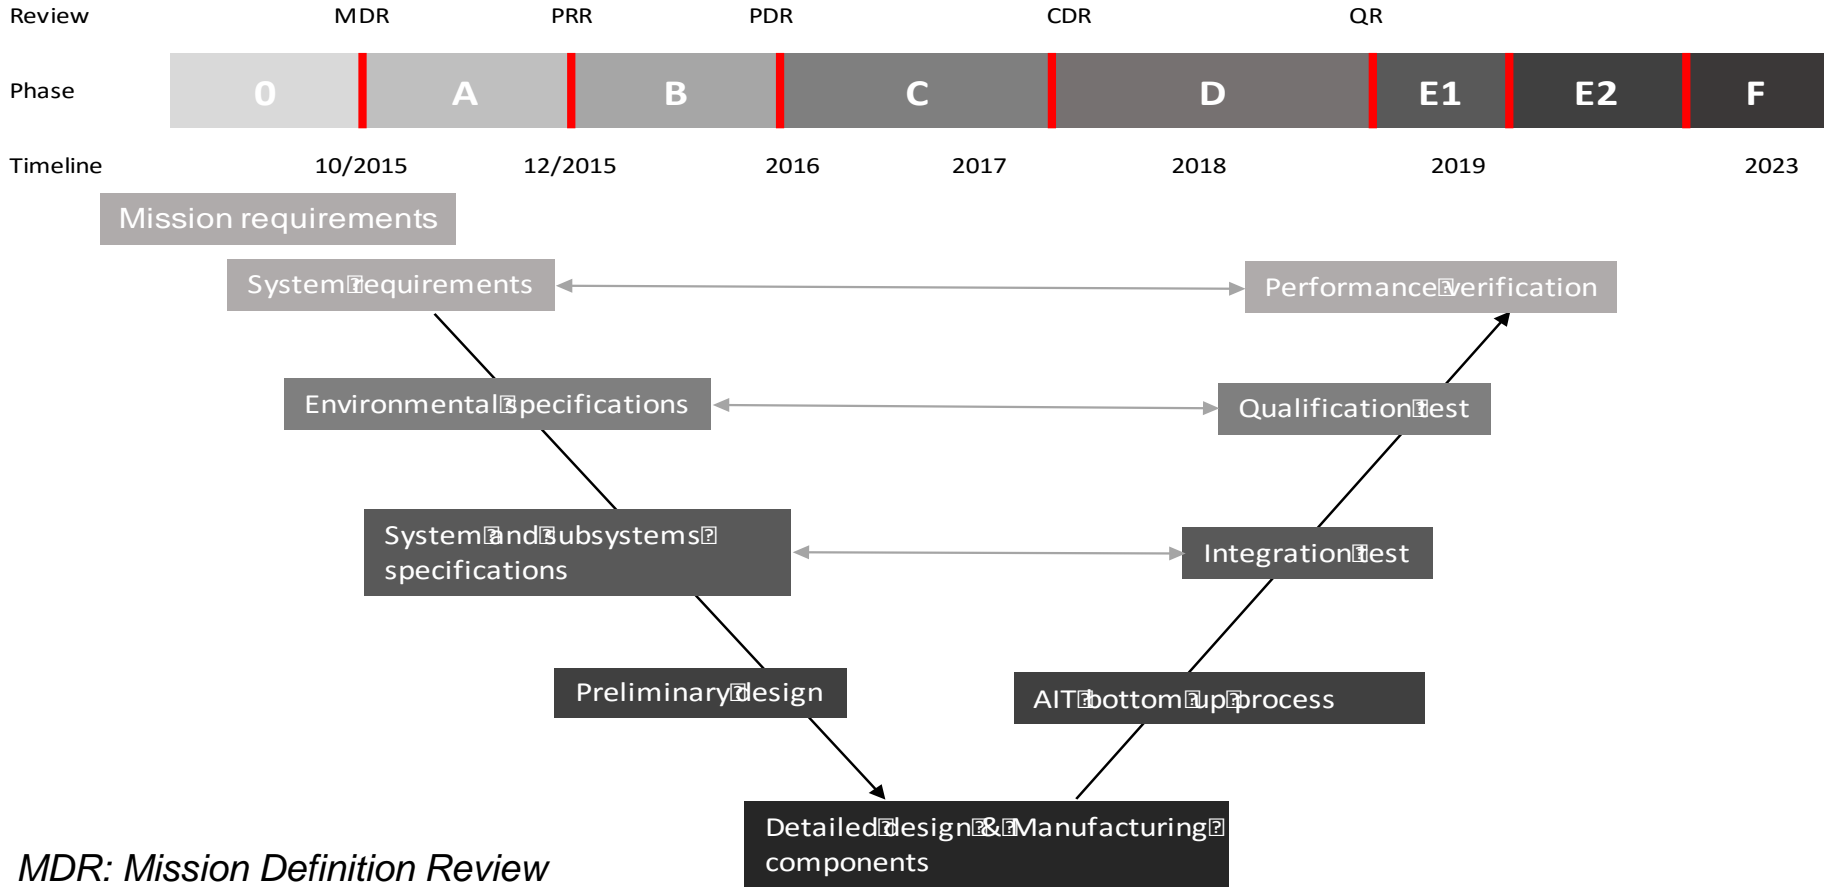 Review MDR PRR PDR CDR QR
Phase 0 A B C D E1 E2 F
Timeline 10/2015 12/2015 2016 2017 2018 2019 2023
Mission requirements
System⍰requirements
Performance⍰verification
Environmental⍰specifications
Qualification⍰test
System⍰and⍰subsystems⍰
specifications
Integration⍰test
Preliminary⍰design
AIT⍰bottom⍰up⍰process
Detailed⍰design⍰&⍰Manufacturing⍰
components
MDR: Mission Definition Review